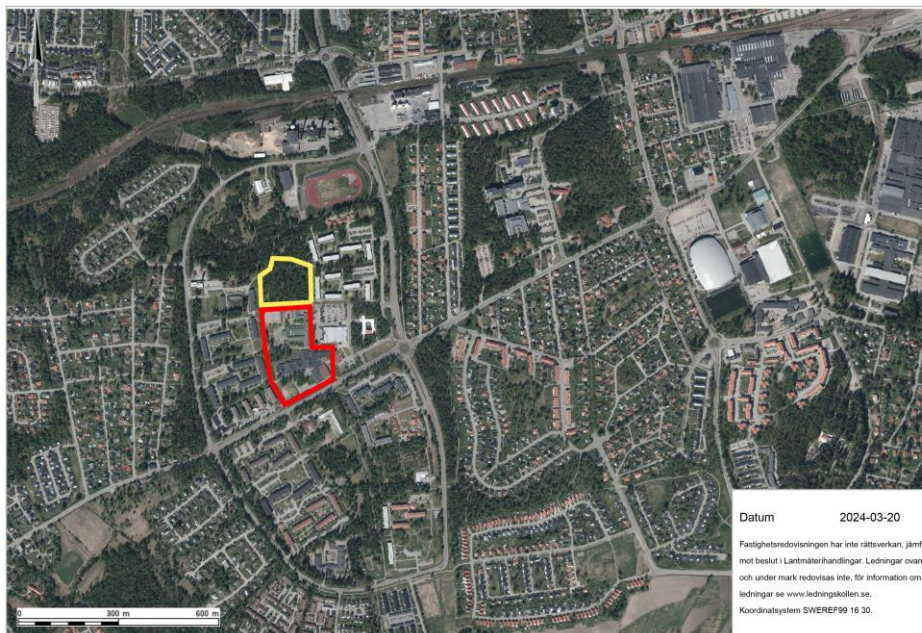 Datum 2024-03-20
Fastighetsredovisningen har inte rättsverkan, jämf
mot beslut i Lantmäterihandlingar. Ledningar ovan
och under mark redovisas inte, för information om
ledningar se www.ledningskollen.se.
Koordinatsystem SWEREF99 16 30.
0 300 m 600 m